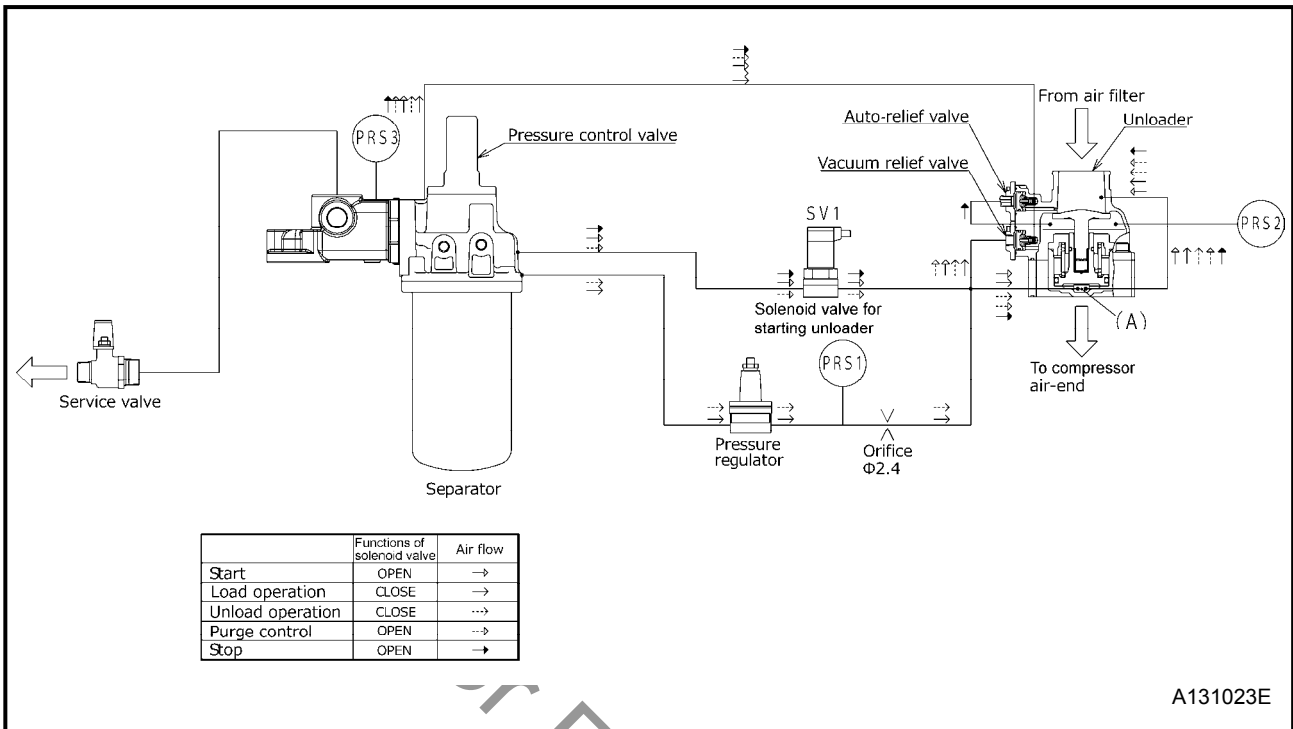 From air filter
Auto-relief valve
Unloader
PRS3
Pressure control valve
Vacuum relief valve
SV1
PRS2
Solenoid valve for
starting unloader
(A)
PRS1
To compressor
air-end
Service valve
Pressure
regulator
Orifice
Φ2.4
Separator
Functions of
solenoid valve Air flow
Start OPEN
Load operation CLOSE
Unload operation CLOSE
Purge control OPEN
Stop OPEN
A131023E